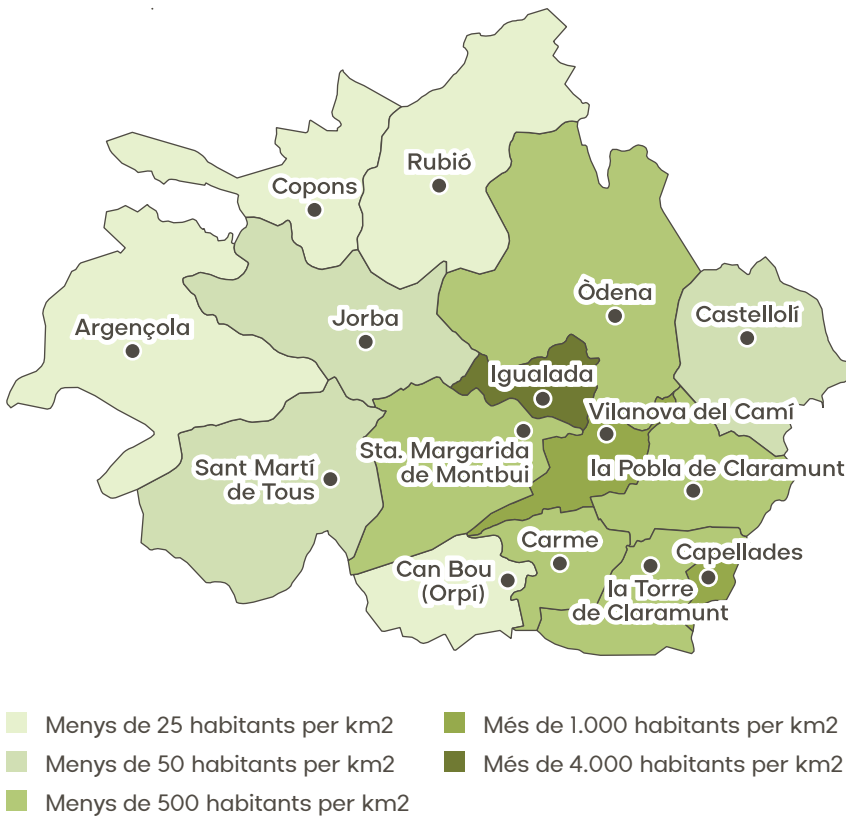 Rubió
Copons
Òdena
Castellolí
Jorba
Argençola
Igualada
Vilanova del Camí
Sta. Margarida
de Montbui
la Pobla de Claramunt
Sant Martí
de Tous
Carme
Capellades
Can Bou
(Orpí)
la Torre
de Claramunt
Menys de 25 habitants per km2
Menys de 50 habitants per km2
Menys de 500 habitants per km2
Més de 1.000 habitants per km2
Més de 4.000 habitants per km2